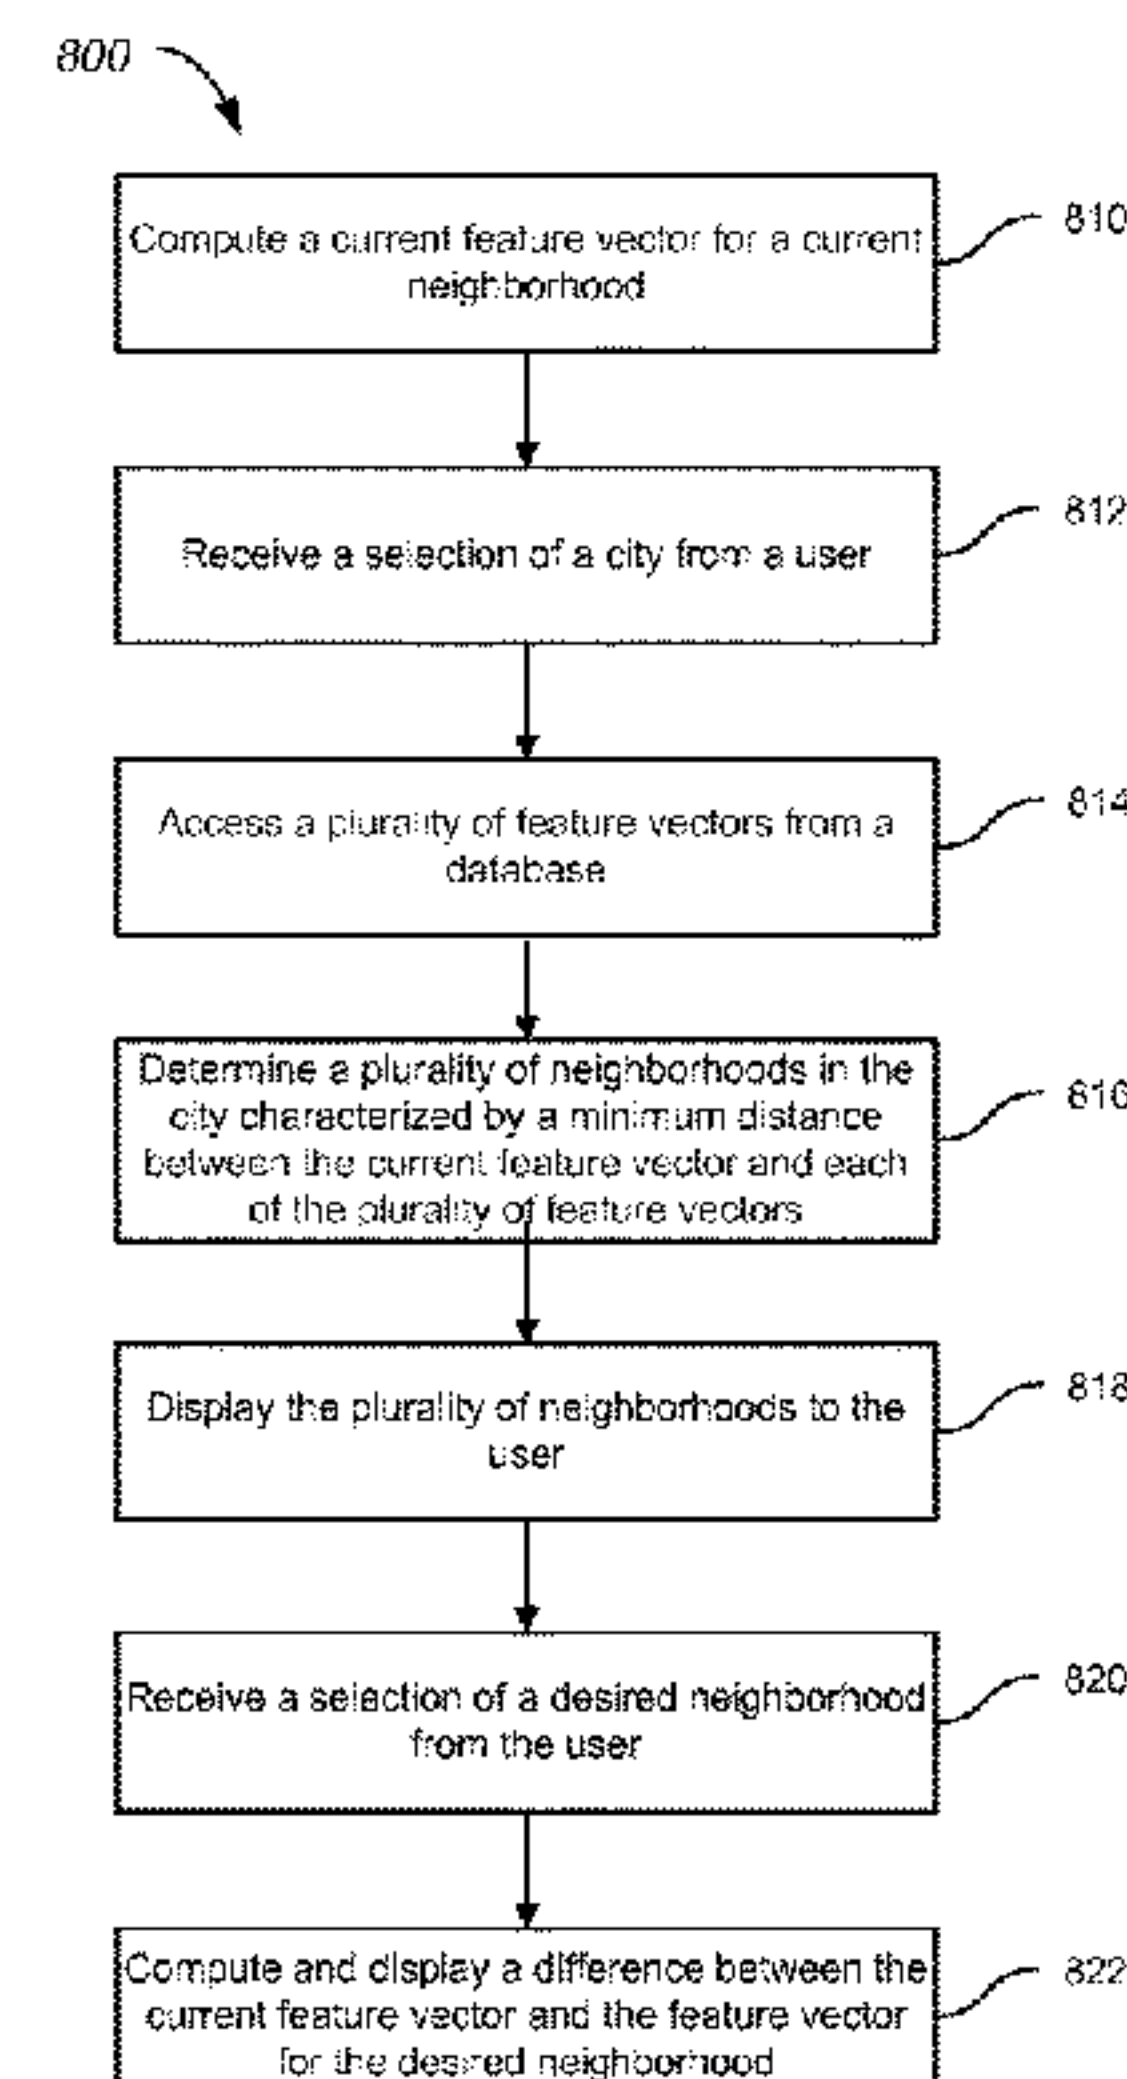 800
Compute a current feature vector for a current
neighborhood
810
Receive a selection of a city from a user
812
Access a plurality of feature vectors from a
database
814
Determine a plurality of neighborhoods in the
city characterized by a minimum distance
between the current feature vector and each
of the plurality of feature vectors
816
Display the plurality of neighborhoods to the
user
818
Receive a selection of a desired neighborhood
from the user
820
Compute and display a difference between the
current feature vector and the feature vector
for the desired neighborhood
822